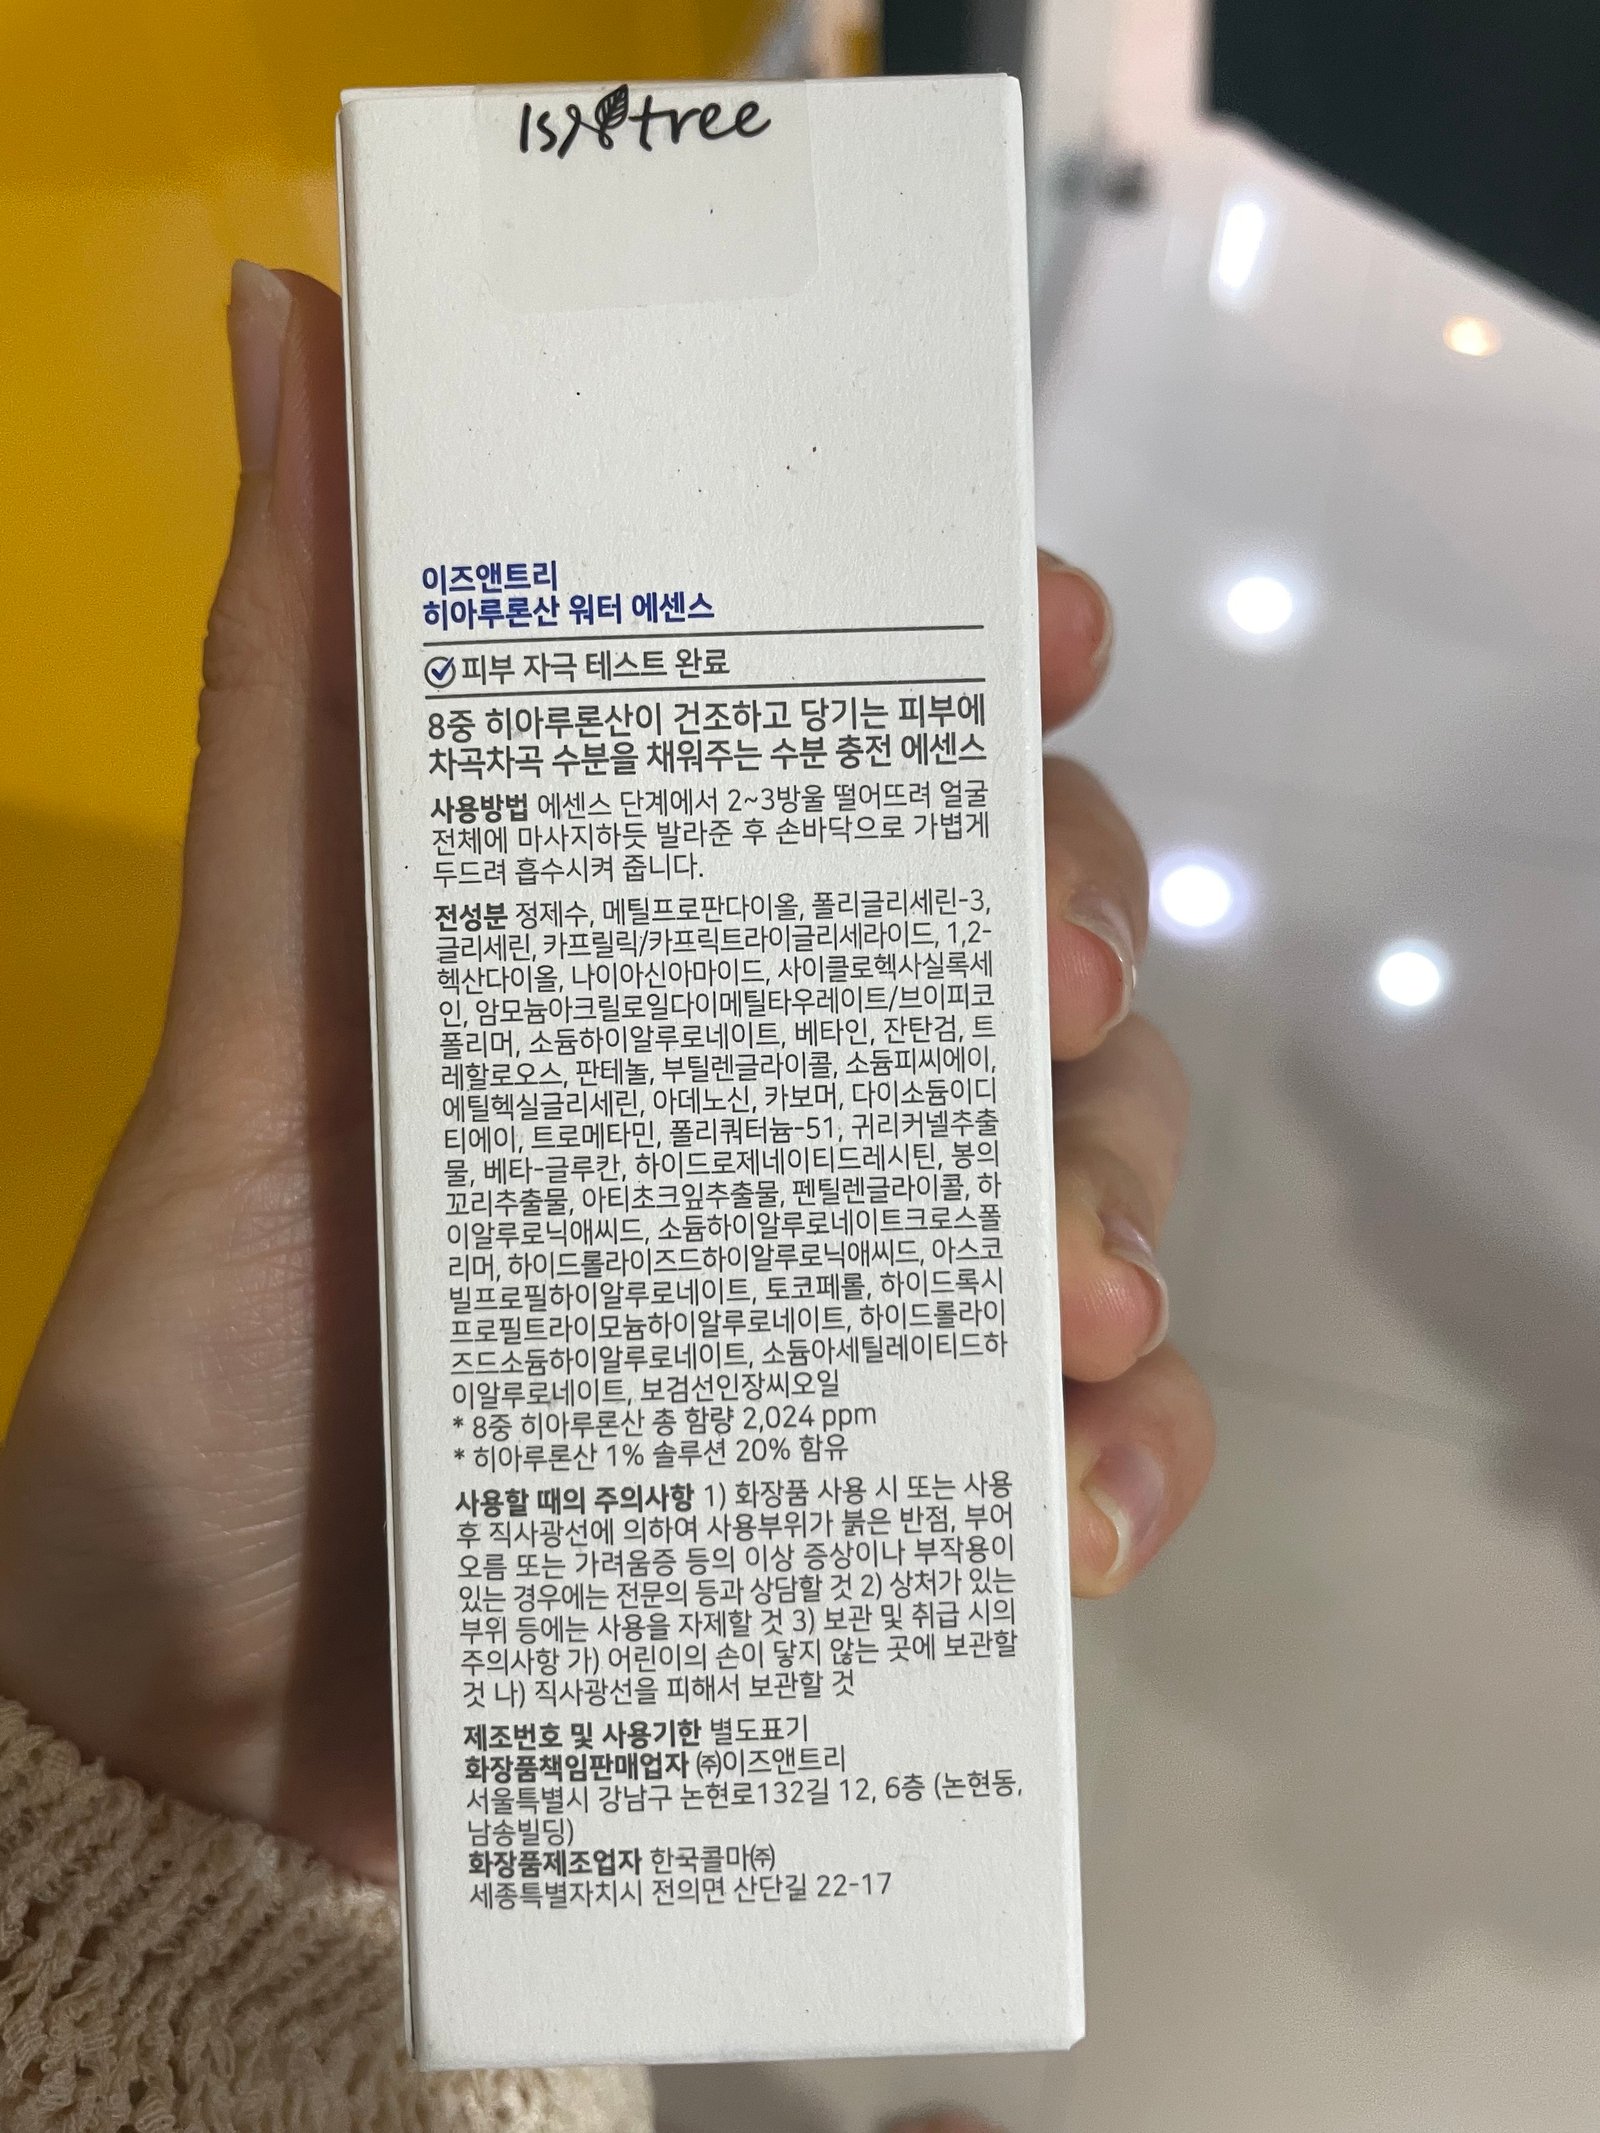 Isntree
이즈앤트리
히아루론산 워터 에센스
피부 자극 테스트 완료
8중 히아루론산이 건조하고 당기는 피부에
차곡차곡 수분을 채워주는 수분 충전 에센스
사용방법 에센스 단계에서 2~3방울 떨어뜨려 얼굴
전체에 마사지하듯 발라준 후 손바닥으로 가볍게
두드려 흡수시켜 줍니다.
전성분 정제수, 메틸프로판다이올, 폴리글리세린-3,
글리세린, 카프릴릭/카프릭트라이글리세라이드, 1,2-
헥산다이올, 나이아신아마이드, 사이클로헥사실록세
인, 암모늄아크릴로일다이메틸타우레이트/브이피코
폴리머, 소듐하이알루로네이트, 베타인, 잔탄검, 트
레할로오스, 판테놀, 부틸렌글라이콜, 소듐피씨에이,
에틸헥실글리세린, 아데노신, 카보머, 다이소듐이디
티에이, 트로메타민, 폴리쿼터늄-51, 귀리커넬추출
물, 베타-글루칸, 하이드로제네이티드레시틴, 봉의
꼬리추출물, 아티초크잎추출물, 펜틸렌글라이콜, 하
이알루로닉애씨드, 소듐하이알루로네이트크로스폴
리머, 하이드롤라이즈드하이알루로닉애씨드, 아스코
빌프로필하이알루로네이트, 토코페롤, 하이드록시
프로필트라이모늄하이알루로네이트, 하이드롤라이
즈드소듐하이알루로네이트, 소듐아세틸레이티드하
이알루로네이트, 보검선인장씨오일
* 8중 히아루론산 총 함량 2,024 ppm
* 히아루론산 1% 솔루션 20% 함유
사용할 때의 주의사항 1) 화장품 사용 시 또는 사용
후 직사광선에 의하여 사용부위가 붉은 반점, 부어
오름 또는 가려움증 등의 이상 증상이나 부작용이
있는 경우에는 전문의 등과 상담할 것 2) 상처가 있는
부위 등에는 사용을 자제할 것 3) 보관 및 취급 시의
주의사항 가) 어린이의 손이 닿지 않는 곳에 보관할
것 나) 직사광선을 피해서 보관할 것
제조번호 및 사용기한 별도표기
화장품책임판매업자 ㈜이즈앤트리
서울특별시 강남구 논현로132길 12, 6층 (논현동,
남송빌딩)
화장품제조업자 한국콜마㈜
세종특별자치시 전의면 산단길 22-17